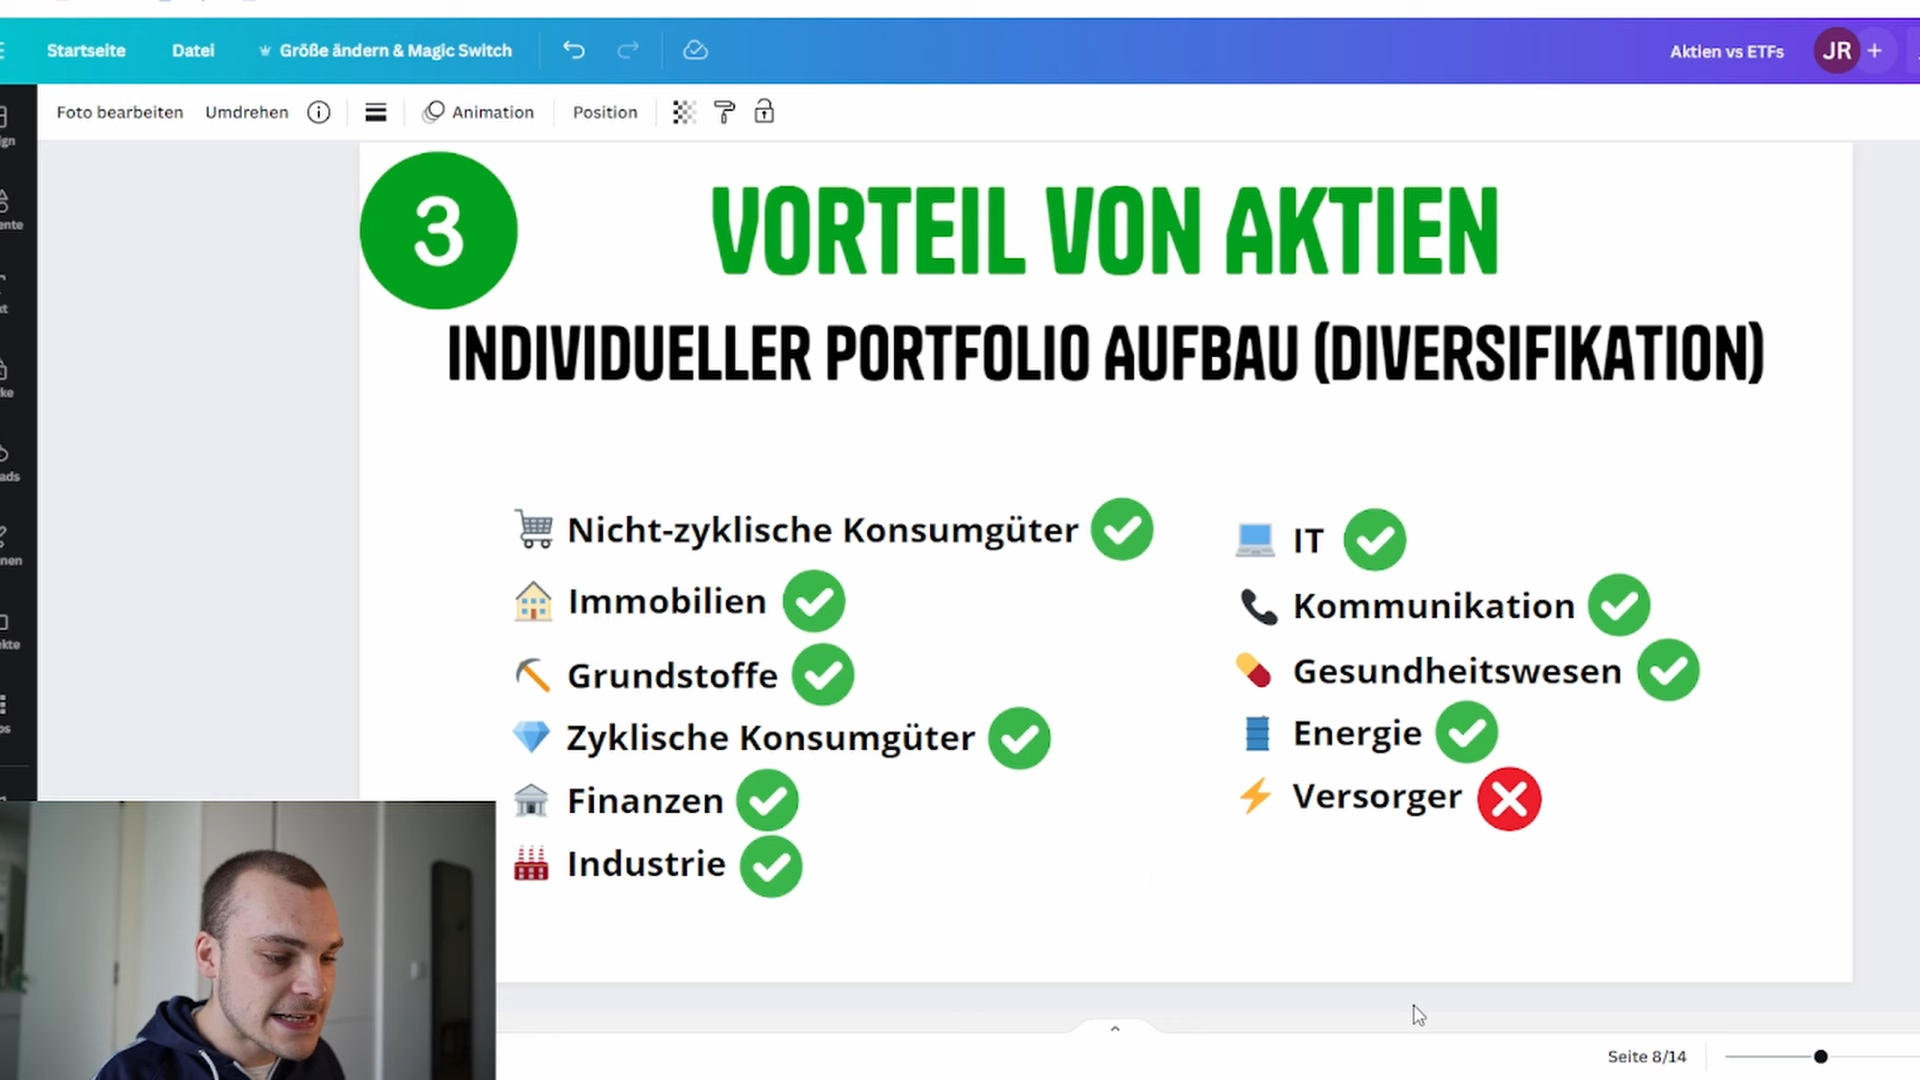 Startseite
Datei
Größe ändern & Magic Switch
Aktien vs ETFs
JR
+
Foto bearbeiten
Umdrehen
Animation
Position
3
VORTEIL VON AKTIEN
INDIVIDUELLER PORTFOLIO AUFBAU (DIVERSIFIKATION)
Nicht-zyklische Konsumgüter
Immobilien
Grundstoffe
Zyklische Konsumgüter
Finanzen
Industrie
IT
Kommunikation
Gesundheitswesen
Energie
Versorger
Seite 8/14